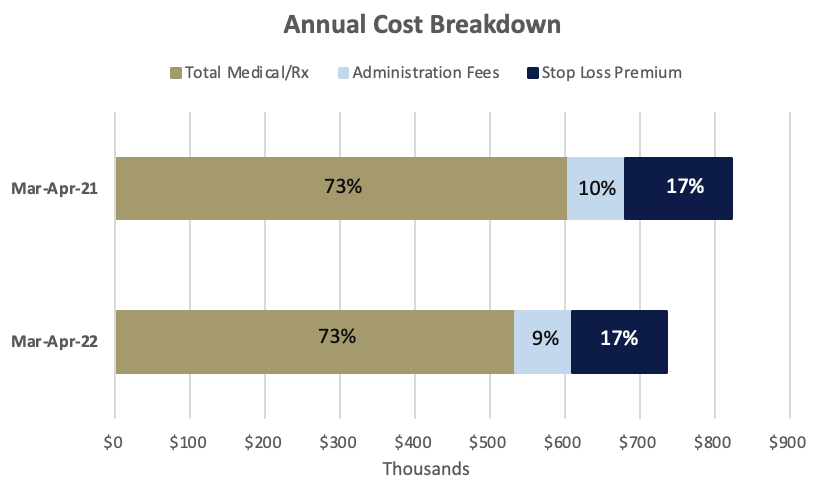 Annual Cost Breakdown
Total Medical/Rx Administration Fees Stop Loss Premium
Mar-Apr-21 73% 10% 17%
Mar-Apr-22 73% 9% 17%
$0 $100 $200 $300 $400 $500 $600 $700 $800 $900
Thousands